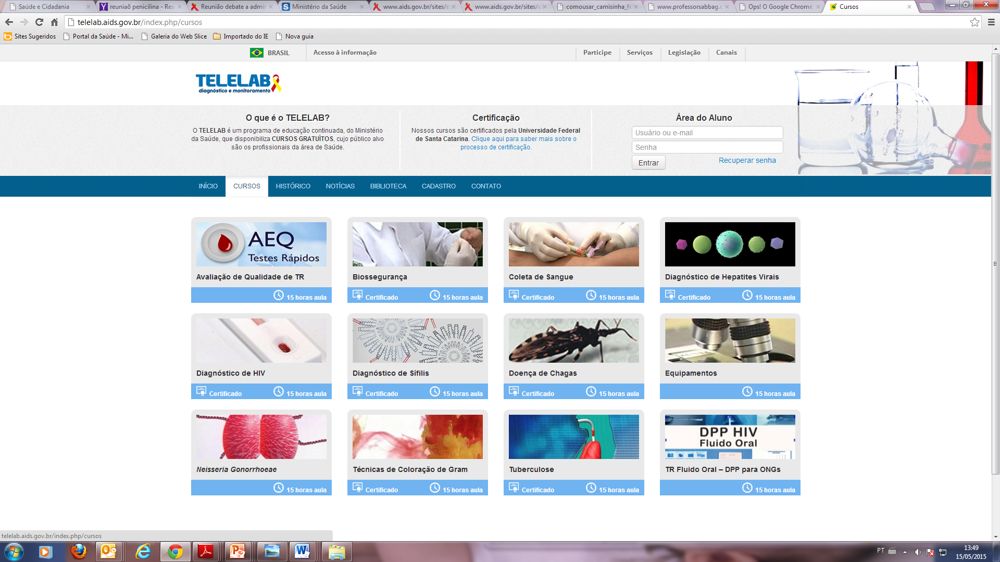 Saúde e Cidadania
reuniaõ penicilina - Res
Reunião debate a admin
Ministério da Saúde
www.aids.gov.br/sites/d
www.aids.gov.br/sites/d
comousar_camisinha_fe
www.professorsabbag.c
Ops! O Google Chrome
Cursos
telelab.aids.gov.br/index.php/cursos
Sites Sugeridos
Portal da Saúde - Mi...
Galeria do Web Slice
Importado do IE
Nova guia
BRASIL
Acesso à informação
Participe
Serviços
Legislação
Canais
TELELAB
diagnóstico e monitoramento
O que é o TELELAB?
O TELELAB é um programa de educação continuada, do Ministério
da Saúde, que disponibiliza CURSOS GRATUÍTOS, cujo público alvo
são os profissionais da área de Saúde.
Certificação
Nossos cursos são certificados pela Universidade Federal
de Santa Catarina. Clique aqui para saber mais sobre o
processo de certificação.
Área do Aluno
Usuário ou e-mail
Senha
Entrar
Recuperar senha
INÍCIO
CURSOS
HISTÓRICO
NOTÍCIAS
BIBLIOTECA
CADASTRO
CONTATO
AEQ
Testes Rápidos
Avaliação de Qualidade de TR
15 horas aula
Biossegurança
Certificado
15 horas aula
Coleta de Sangue
Certificado
15 horas aula
Diagnóstico de Hepatites Virais
Certificado
15 horas aula
Diagnóstico de HIV
Certificado
15 horas aula
Diagnóstico de Sífilis
Certificado
15 horas aula
Doença de Chagas
Certificado
15 horas aula
Equipamentos
15 horas aula
Neisseria Gonorrhoeae
15 horas aula
Técnicas de Coloração de Gram
Certificado
15 horas aula
Tuberculose
Certificado
15 horas aula
DPP HIV
Fluido Oral
TR Fluido Oral – DPP para ONGs
15 horas aula
telelab.aids.gov.br/index.php/cursos
PT
13:49
15/05/2015